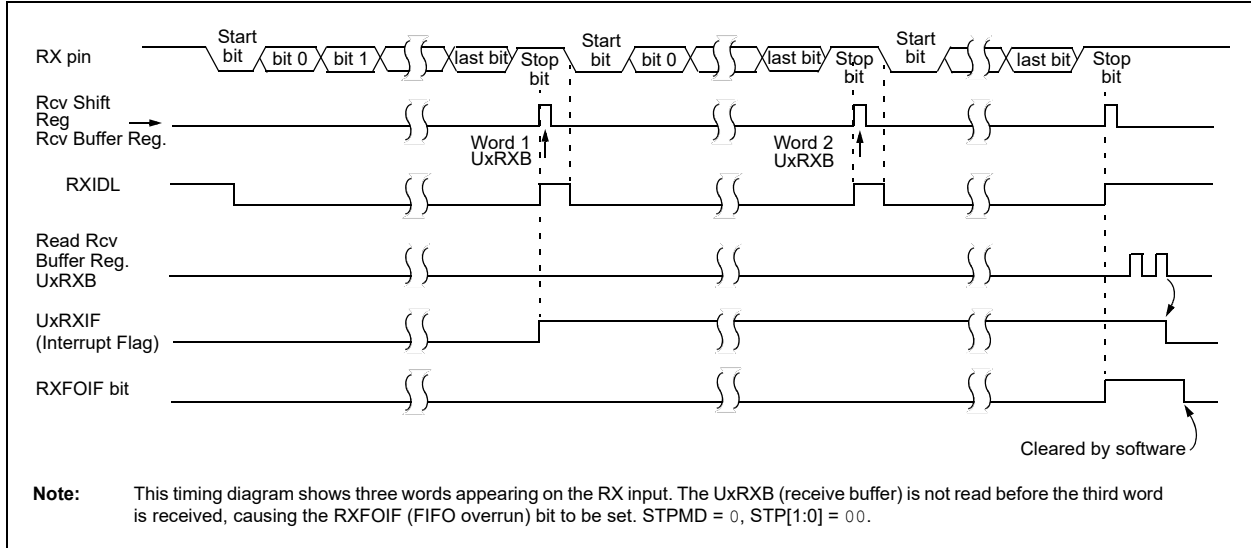 RX pin
Start
bit
bit 0
bit 1
last bit
Stop
bit
Start
bit
bit 0
last bit
Stop
bit
Start
bit
last bit
Stop
bit
Rcv Shift
Reg
Rcv Buffer Reg.
Word 1
UxRXB
Word 2
UxRXB
RXIDL
Read Rcv
Buffer Reg.
UxRXB
UxRXIF
(Interrupt Flag)
RXFOIF bit
Cleared by software
Note: This timing diagram shows three words appearing on the RX input. The UxRXB (receive buffer) is not read before the third word
is received, causing the RXFOIF (FIFO overrun) bit to be set. STPMD = 0, STP[1:0] = 00.